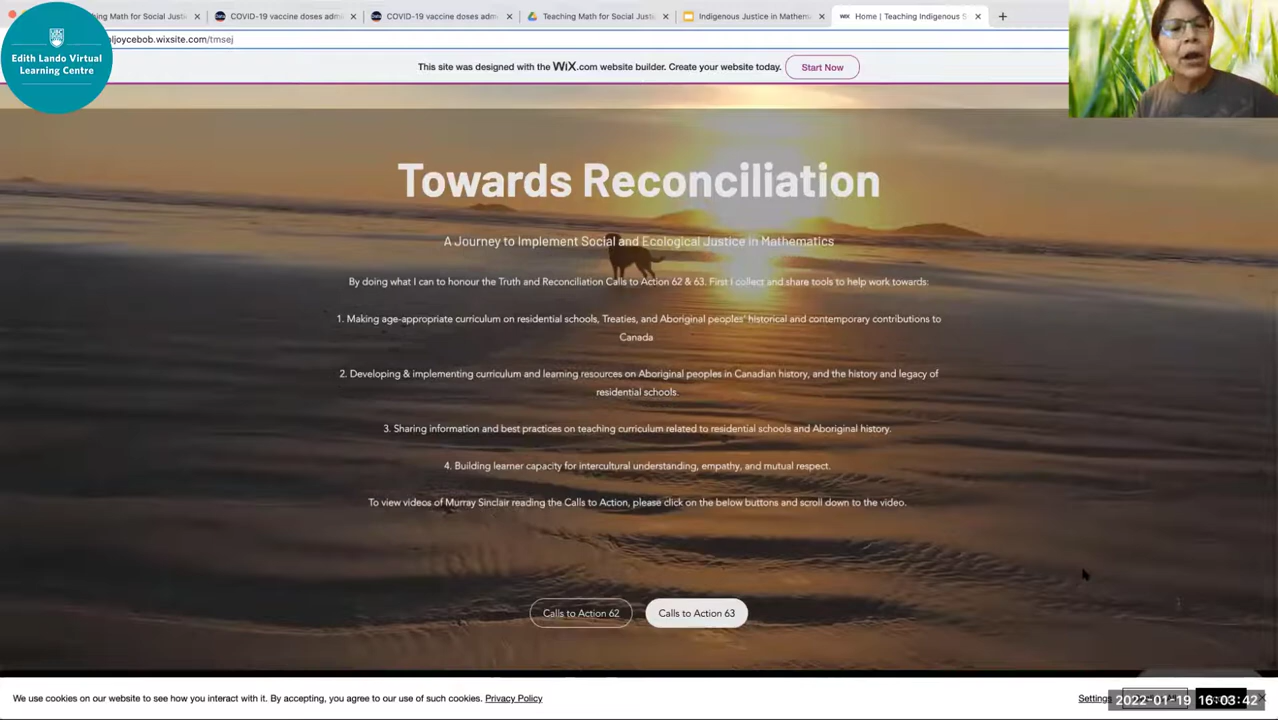 Math for Social Juste
COVID-19 vaccine doses adm
COVID-19 vaccine doses adm
Teaching Math for Social Jus
Indigenous Justice in Mathem
WiX
Home | Teaching Indigenous S
Edith Lando Virtual
Learning Centre
ljoycebob.wixsite.com/tmsej
This site was designed with the WiX.com website builder. Create your website today.
Start Now
Towards Reconciliation
A Journey to Implement Social and Ecological Justice in Mathematics
By doing what I can to honour the Truth and Reconciliation Calls to Action 62 & 63. First I collect and share tools to help work towards:
1. Making age-appropriate curriculum on residential schools, Treaties, and Aboriginal peoples' historical and contemporary contributions to
Canada
2. Developing & implementing curriculum and learning resources on Aboriginal peoples in Canadian history, and the history and legacy of
residential schools.
3. Sharing information and best practices on teaching curriculum related to residential schools and Aboriginal history.
4. Building learner capacity for intercultural understanding, empathy, and mutual respect.
To view videos of Murray Sinclair reading the Calls to Action, please click on the below buttons and scroll down to the video.
Calls to Action 62
Calls to Action 63
We use cookies on our website to see how you interact with it. By accepting, you agree to our use of such cookies. Privacy Policy
Settings
2022-01-19
16:03:42